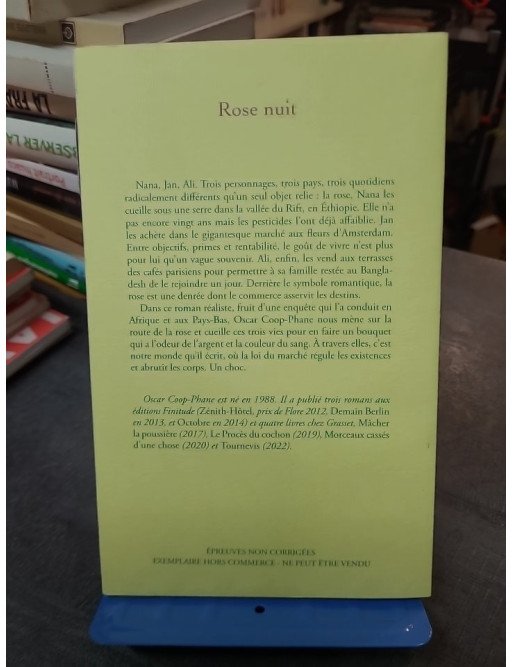 Rose nuit
Nana, Jan, Ali. Trois personnages, trois pays, trois quotidiens
radicalement différents qu'un seul objet relie : la rose. Nana les
cueille sous une serre dans la vallée du Rift, en Éthiopie. Elle n'a
pas encore vingt ans mais les pesticides l'ont déjà affaiblie. Jan
les achète dans le gigantesque marché aux fleurs d'Amsterdam.
Entre objectifs, primes et rentabilité, le goût de vivre n'est plus
pour lui qu'un vague souvenir. Ali, enfin, les vend aux terrasses
des cafés parisiens pour permettre à sa famille restée au Bangla-
desh de le rejoindre un jour. Derrière le symbole romantique, la
rose est une denrée dont le commerce asservit les destins.
Dans ce roman réaliste, fruit d'une enquête qui l'a conduit en
Afrique et aux Pays-Bas, Oscar Coop-Phane nous mène sur la
route de la rose et cueille ces trois vies pour en faire un bouquet
qui a l'odeur de l'argent et la couleur du sang. À travers elles, c'est
notre monde qu'il écrit, où la loi du marché régule les existences
et abrutit les corps. Un choc.
Oscar Coop-Phane est né en 1988. Il a publié trois romans aux
éditions Finitude (Zénith-Hôtel, prix de Flore 2012, Demain Berlin
en 2013, et Octobre en 2014) et quatre livres chez Grasset, Mâcher
la poussière (2017), Le Procès du cochon (2019), Morceaux cassés
d'une chose (2020) et Tournevis (2022).
ÉPREUVES NON CORRIGÉES
EXEMPLAIRE HORS COMMERCE - NE PEUT ÊTRE VENDU